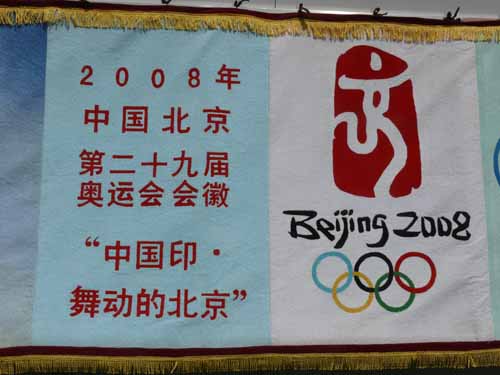 2008年
中国北京
第二十九届
奥运会会徽
“中国印·
舞动的北京”
Beijing 2008